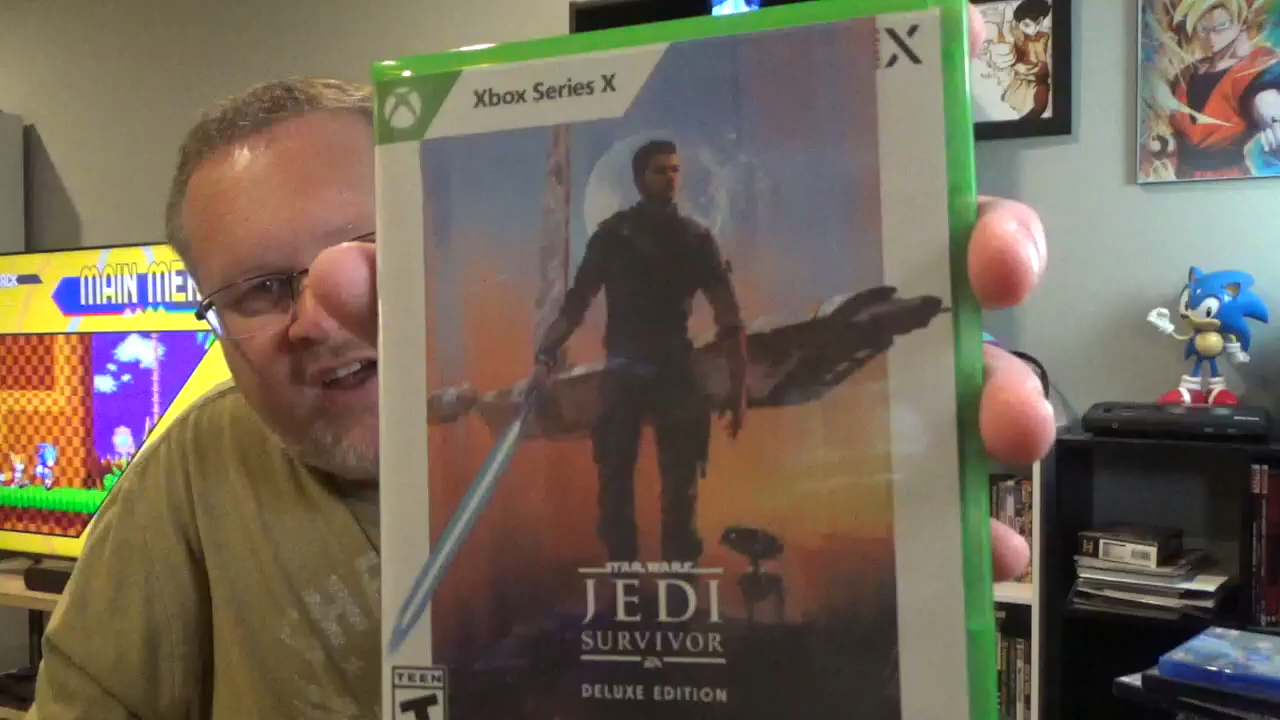 Xbox Series X
X
MAIN MEN
STAR WARS
JEDI
SURVIVOR
EA
DELUXE EDITION
TEEN
T